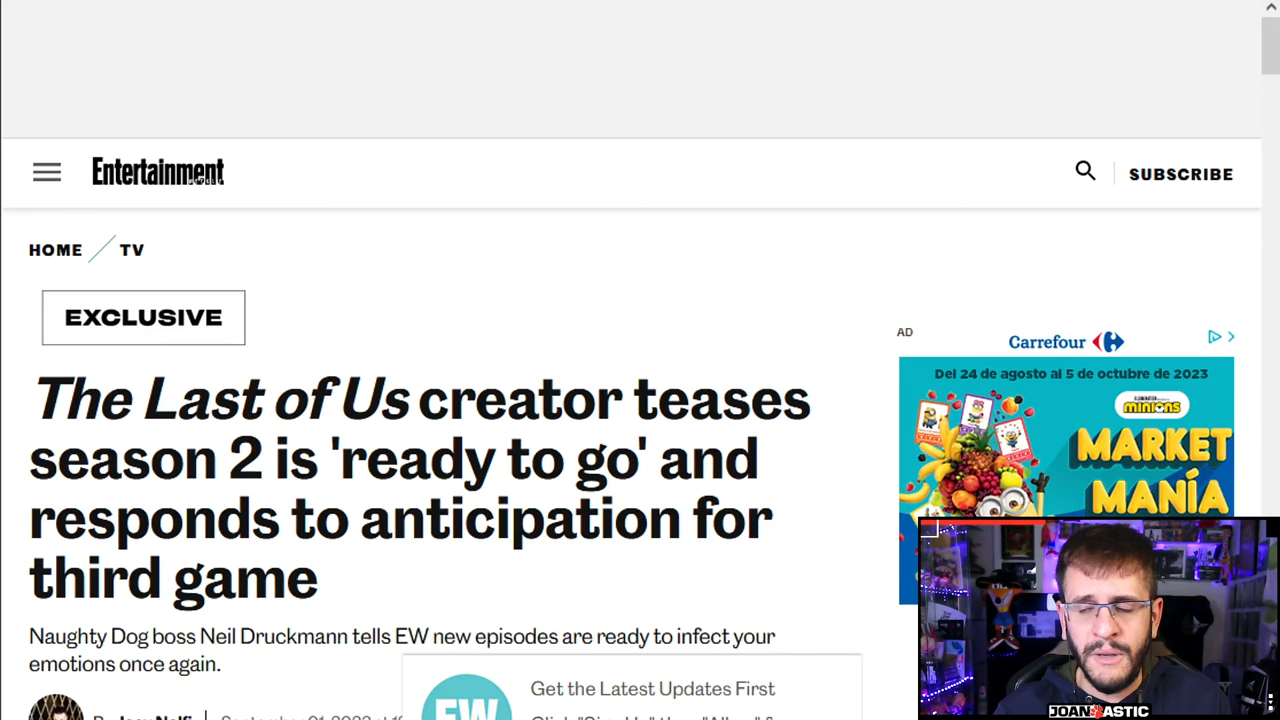 Entertainment
SUBSCRIBE
HOME / TV
EXCLUSIVE
The Last of Us creator teases
season 2 is 'ready to go' and
responds to anticipation for
third game
Naughty Dog boss Neil Druckmann tells EW new episodes are ready to infect your
emotions once again.
AD
Carrefour
Del 24 de agosto al 5 de octubre de 2023
minions
MARKET
MANÍA
Get the Latest Updates First
EW
JOAN ASTIC